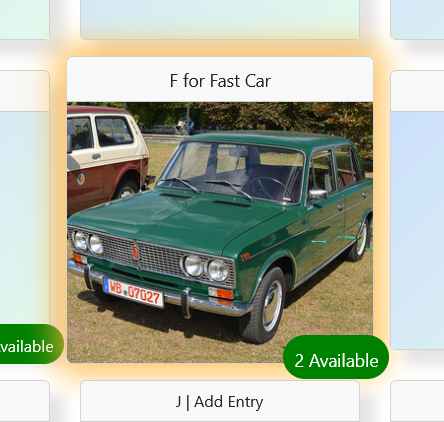 F for Fast Car
WB 07027
vailable
2 Available
J | Add Entry